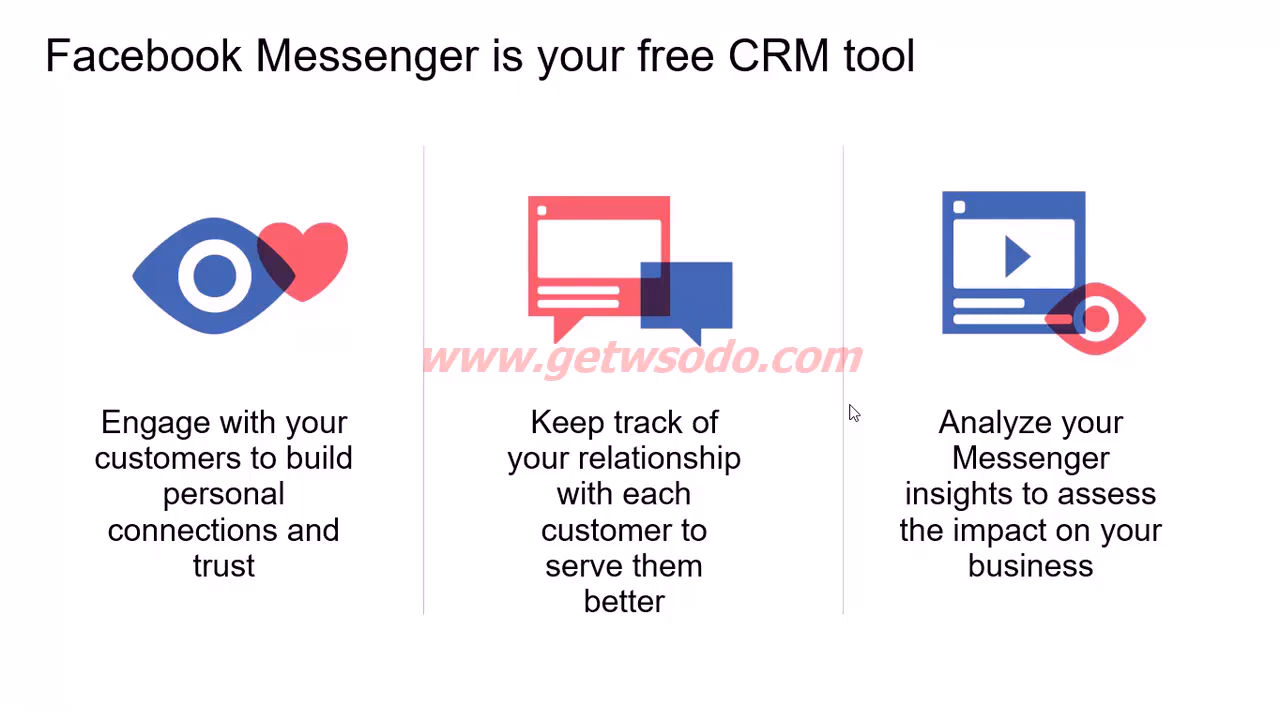 Facebook Messenger is your free CRM tool
www.getwsodo.com
Engage with your
customers to build
personal
connections and
trust
Keep track of
your relationship
with each
customer to
serve them
better
Analyze your
Messenger
insights to assess
the impact on your
business